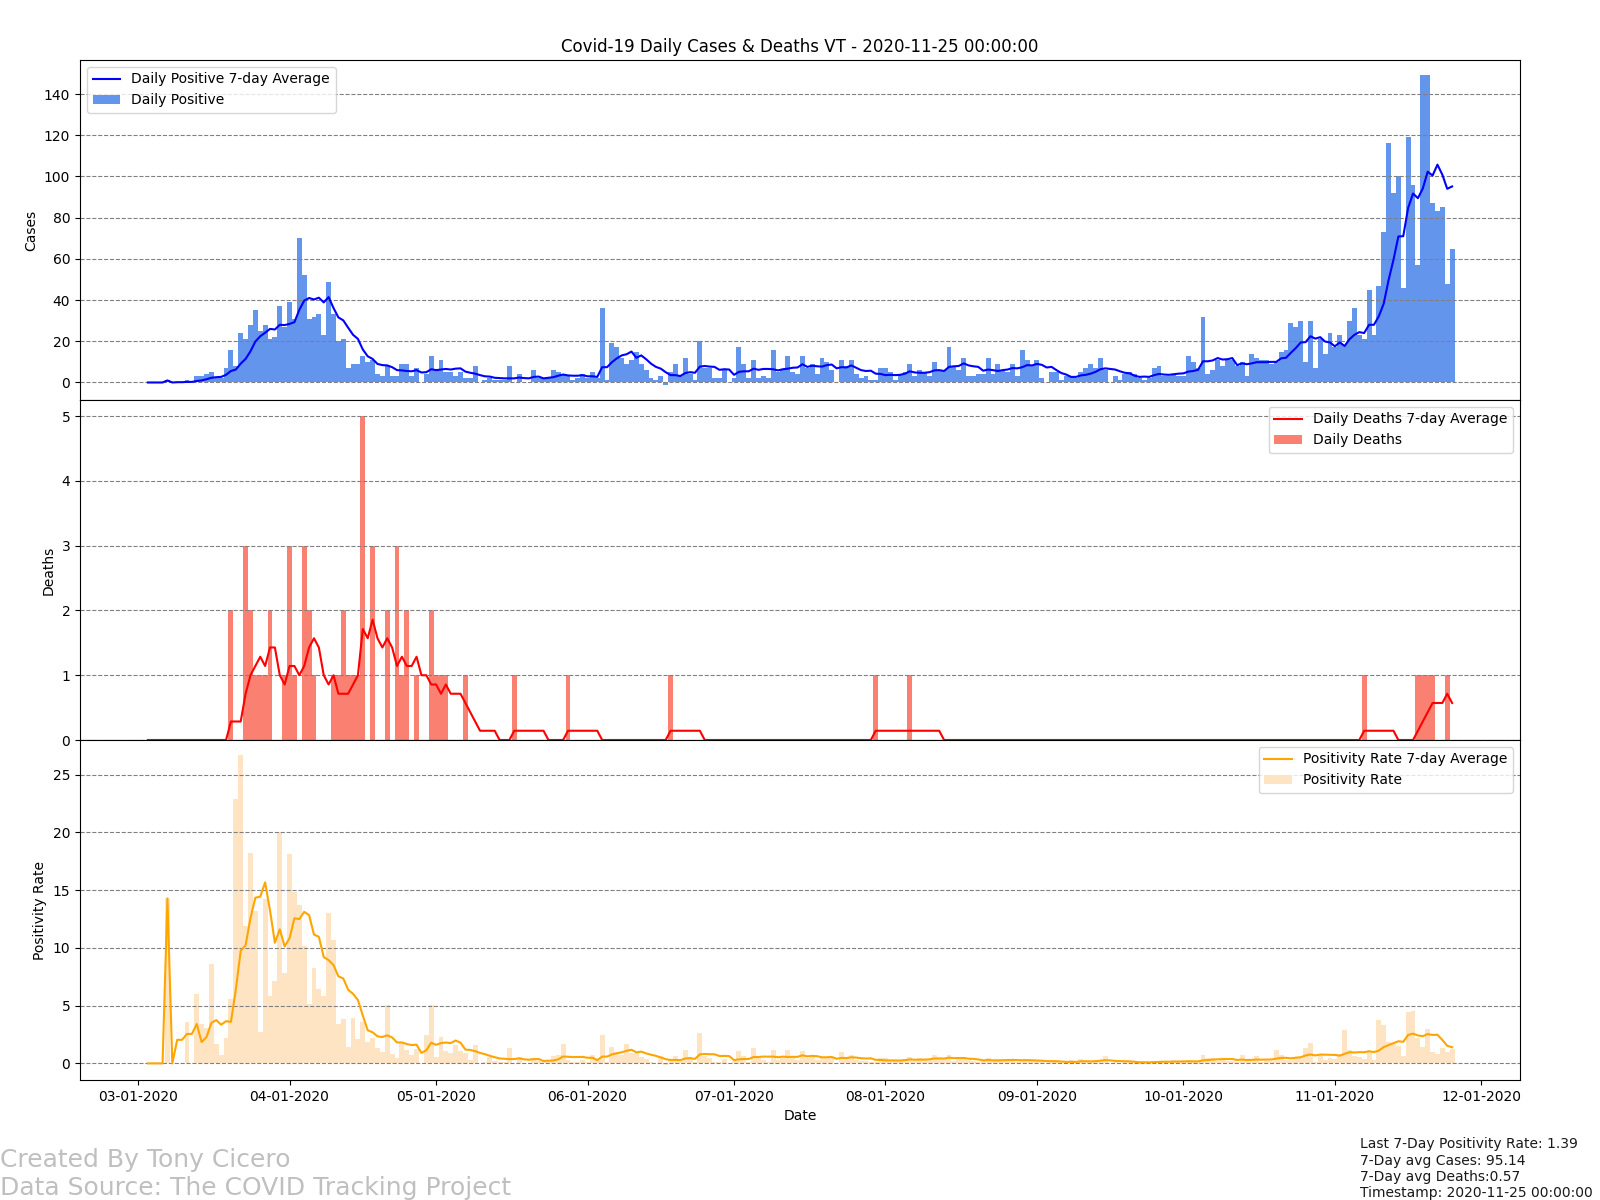 Covid-19 Daily Cases & Deaths VT - 2020-11-25 00:00:00
Daily Positive 7-day Average
Daily Positive
140
120
100
80
60
40
20
0
Cases
Daily Deaths 7-day Average
Daily Deaths
5
4
3
2
1
0
Deaths
Positivity Rate 7-day Average
Positivity Rate
25
20
15
10
5
0
Positivity Rate
03-01-2020 04-01-2020 05-01-2020 06-01-2020 07-01-2020 08-01-2020 09-01-2020 10-01-2020 11-01-2020 12-01-2020
Date
Created By Tony Cicero
Data Source: The COVID Tracking Project
Last 7-Day Positivity Rate: 1.39
7-Day avg Cases: 95.14
7-Day avg Deaths:0.57
Timestamp: 2020-11-25 00:00:00